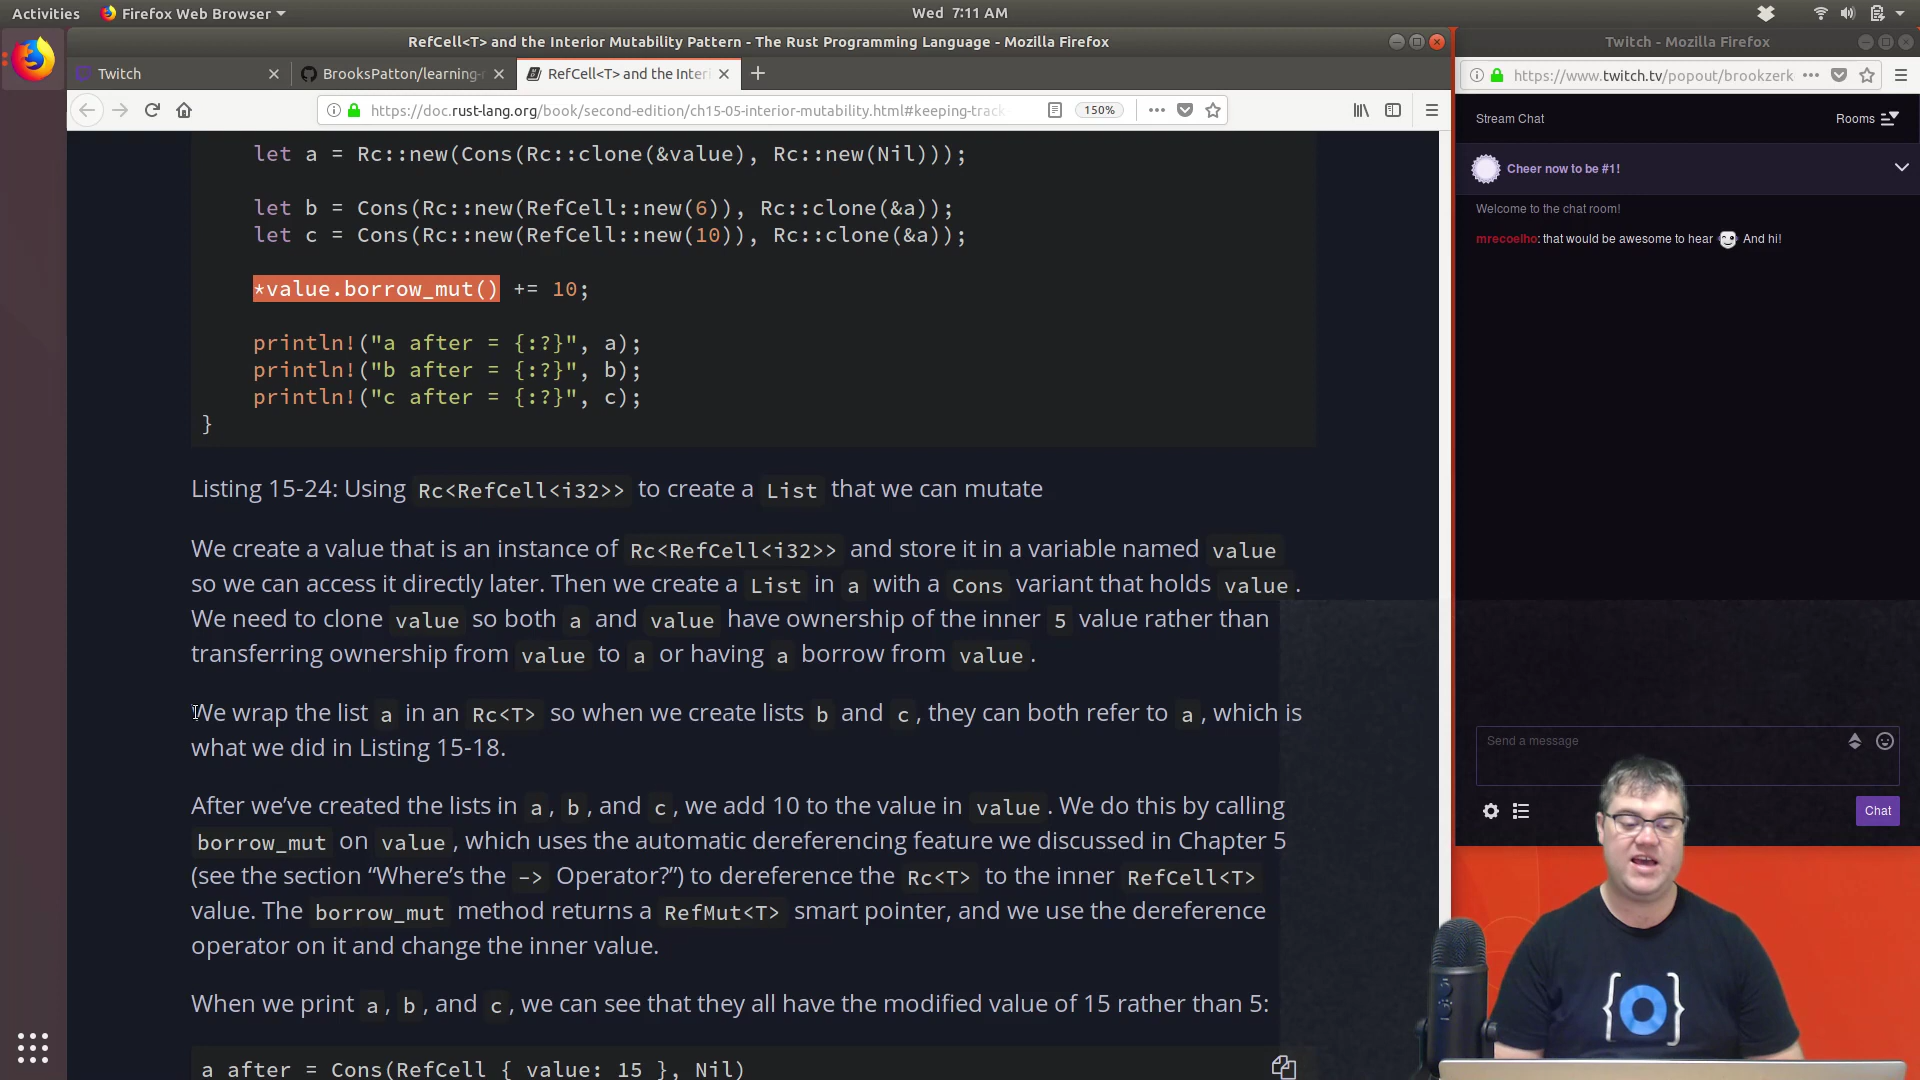 Activities
Firefox Web Browser
Wed 7:11 AM
RefCell<T> and the Interior Mutability Pattern - The Rust Programming Language - Mozilla Firefox
Twitch - Mozilla Firefox
Twitch
BrooksPatton/learning-r
RefCell<T> and the Interi
https://doc.rust-lang.org/book/second-edition/ch15-05-interior-mutability.html#keeping-track-
150%
https://www.twitch.tv/popout/brookzerk
Stream Chat
Rooms
Cheer now to be #1!
Welcome to the chat room!
mrecoelho: that would be awesome to hear And hi!
let a = Rc::new(Cons(Rc::clone(&value), Rc::new(Nil)));
let b = Cons(Rc::new(RefCell::new(6)), Rc::clone(&a));
let c = Cons(Rc::new(RefCell::new(10)), Rc::clone(&a));
*value.borrow_mut() += 10;
println!("a after = {:?}", a);
println!("b after = {:?}", b);
println!("c after = {:?}", c);
}
Listing 15-24: Using Rc<RefCell<i32>> to create a List that we can mutate
We create a value that is an instance of Rc<RefCell<i32>> and store it in a variable named value
so we can access it directly later. Then we create a List in a with a Cons variant that holds value.
We need to clone value so both a and value have ownership of the inner 5 value rather than
transferring ownership from value to a or having a borrow from value.
We wrap the list a in an Rc<T> so when we create lists b and c, they can both refer to a, which is
what we did in Listing 15-18.
After we've created the lists in a, b, and c, we add 10 to the value in value. We do this by calling
borrow_mut on value, which uses the automatic dereferencing feature we discussed in Chapter 5
(see the section “Where's the -> Operator?”) to dereference the Rc<T> to the inner RefCell<T>
value. The borrow_mut method returns a RefMut<T> smart pointer, and we use the dereference
operator on it and change the inner value.
When we print a, b, and c, we can see that they all have the modified value of 15 rather than 5:
a after = Cons(RefCell { value: 15 }, Nil)
Send a message
Chat